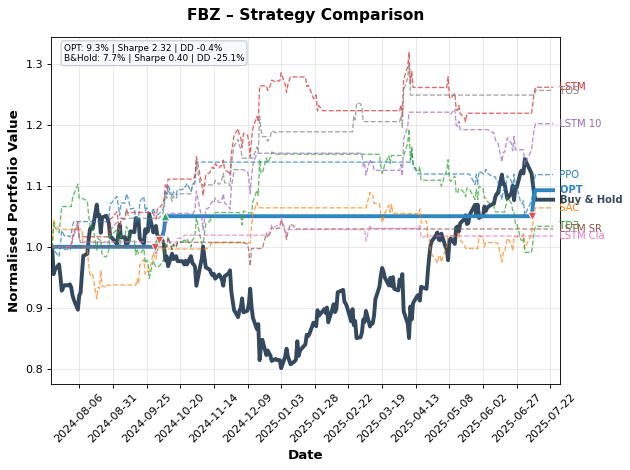 FBZ – Strategy Comparison
OPT: 9.3% | Sharpe 2.32 | DD -0.4%
B&Hold: 7.7% | Sharpe 0.40 | DD -25.1%
Normalised Portfolio Value
1.3
1.2
1.1
1.0
0.9
0.8
LSTM 10
PPO
OPT
Buy & Hold
SAC
LSTM Cla
2024-08-06
2024-08-31
2024-09-25
2024-10-20
2024-11-14
2024-12-09
2025-01-03
2025-01-28
2025-02-22
2025-03-19
2025-04-13
2025-05-08
2025-06-02
2025-06-27
2025-07-22
Date